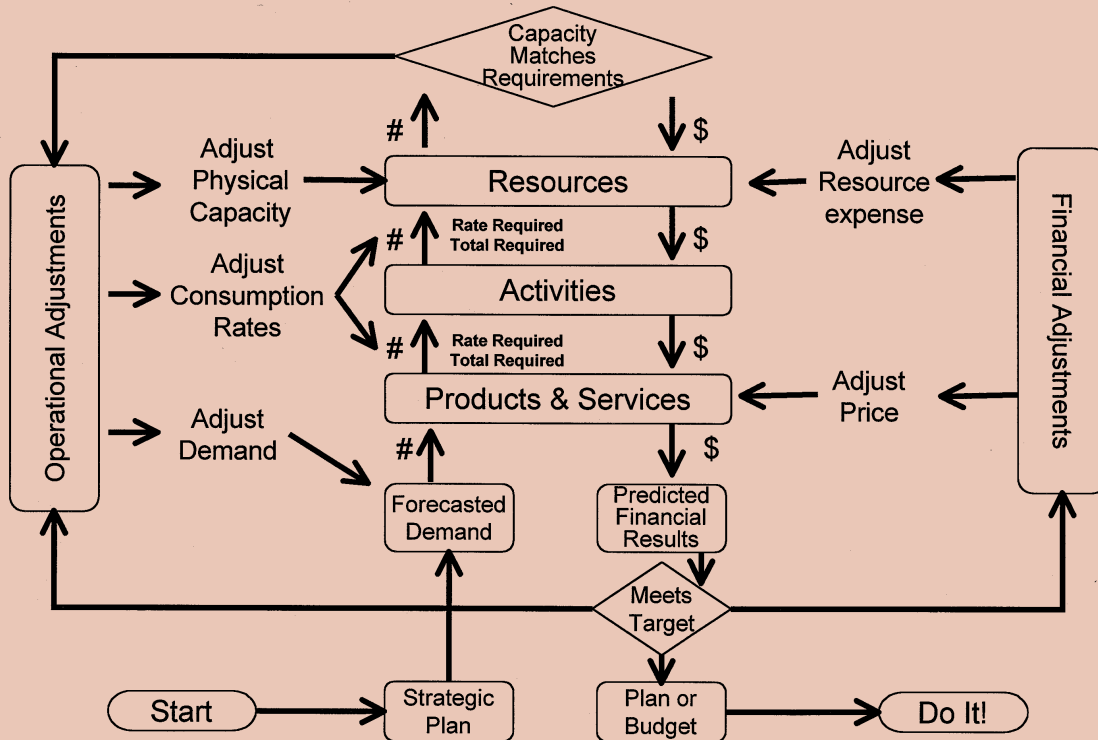 Capacity
Matches
Requirements
#
$
Adjust
Physical
Capacity
Resources
Adjust
Resource
expense
Operational Adjustments
Financial Adjustments
#
Rate Required
Total Required
$
Adjust
Consumption
Rates
Activities
#
Rate Required
Total Required
$
Products & Services
Adjust
Price
Adjust
Demand
#
$
Forecasted
Demand
Predicted
Financial
Results
Meets
Target
Start
Strategic
Plan
Plan or
Budget
Do It!